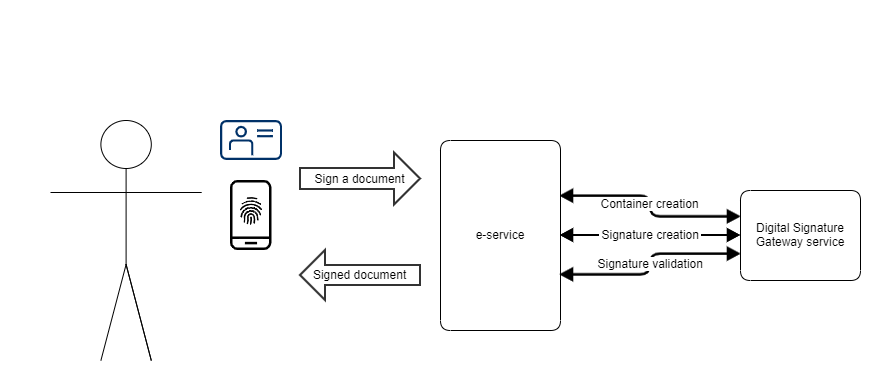 Sign a document
Signed document
e-service
Container creation
Signature creation
Signature validation
Digital Signature
Gateway service